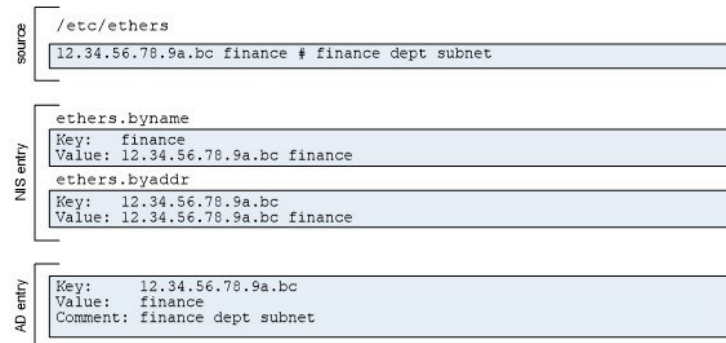 source
/etc/ethers
12.34.56.78.9a.bc finance # finance dept subnet
NIS entry
ethers.byname
Key: finance
Value: 12.34.56.78.9a.bc finance
ethers.byaddr
Key: 12.34.56.78.9a.bc
Value: 12.34.56.78.9a.bc finance
AD entry
Key: 12.34.56.78.9a.bc
Value: finance
Comment: finance dept subnet